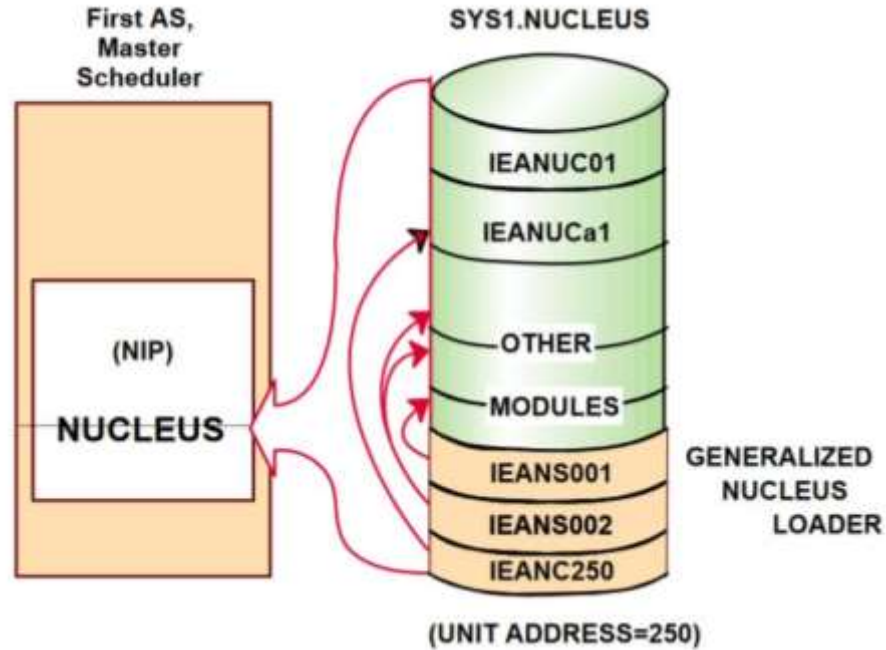 First AS,
Master
Scheduler
(NIP)
NUCLEUS
SYS1.NUCLEUS
IEANUC01
IEANUCa1
OTHER
MODULES
IEANS001
IEANS002
IEANC250
GENERALIZED
NUCLEUS
LOADER
(UNIT ADDRESS=250)